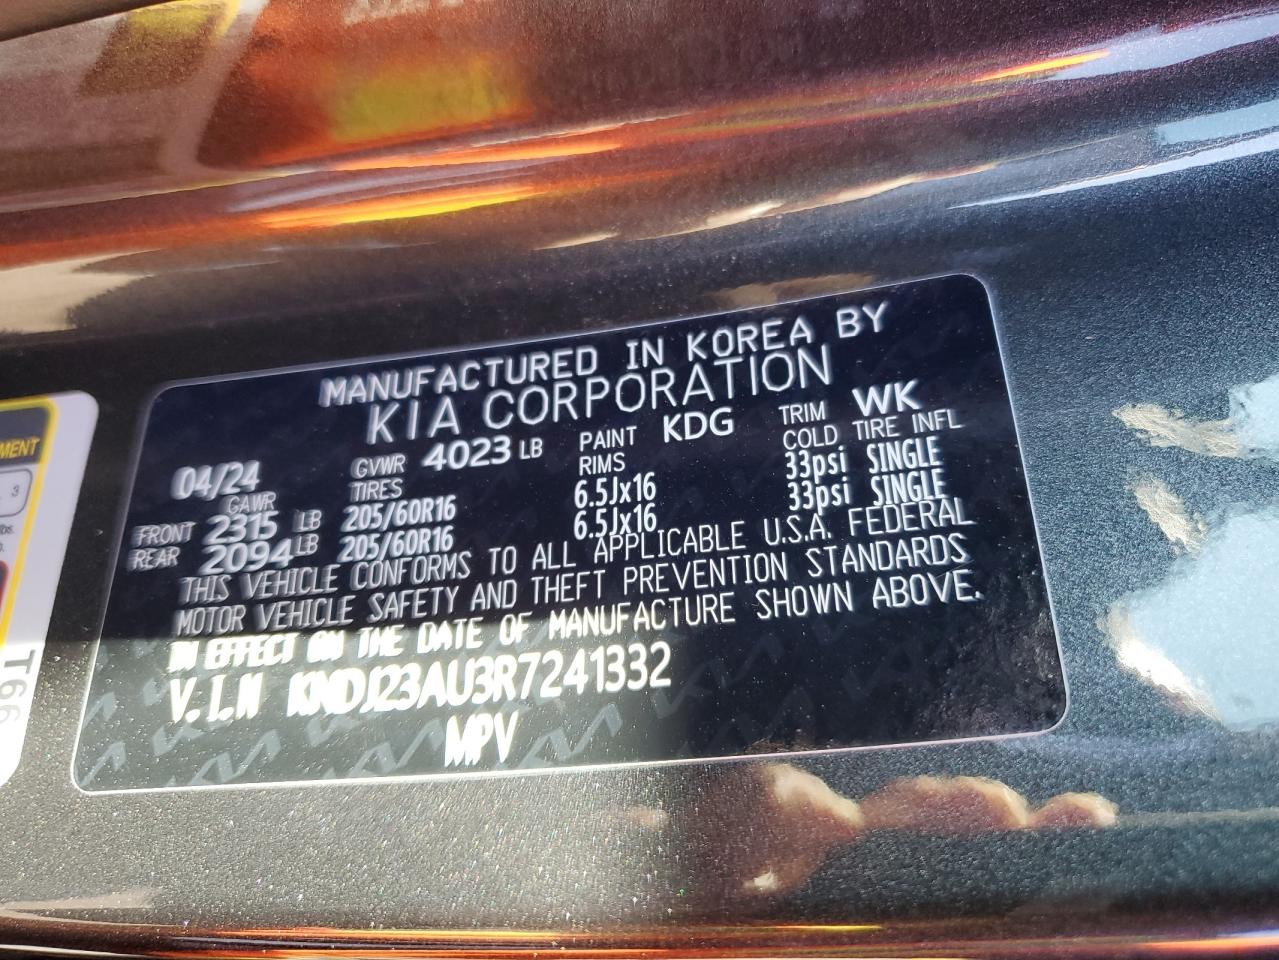 MANUFACTURED IN KOREA BY
KIA CORPORATION
04/24 GVWR 4023 LB PAINT KDG TRIM WK
GAWR TIRES RIMS COLD TIRE INFL
FRONT 2315 LB 205/60R16 6.5Jx16 33psi SINGLE
REAR 2094 LB 205/60R16 6.5Jx16 33psi SINGLE
THIS VEHICLE CONFORMS TO ALL APPLICABLE U.S.A. FEDERAL
MOTOR VEHICLE SAFETY AND THEFT PREVENTION STANDARDS
IN EFFECT ON THE DATE OF MANUFACTURE SHOWN ABOVE.
V.I.N KNDJ23AU3R7241332
MPV
MENT
3
T66